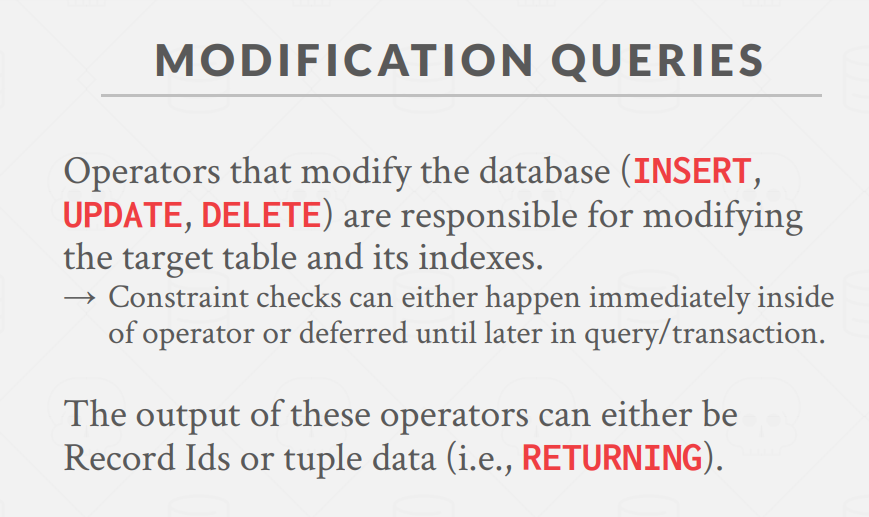 MODIFICATION QUERIES
Operators that modify the database (INSERT,
UPDATE, DELETE) are responsible for modifying
the target table and its indexes.
→ Constraint checks can either happen immediately inside
of operator or deferred until later in query/transaction.
The output of these operators can either be
Record Ids or tuple data (i.e., RETURNING).